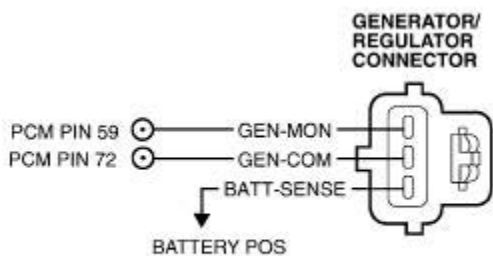 GENERATOR/
REGULATOR
CONNECTOR
PCM PIN 59 GEN-MON
PCM PIN 72 GEN-COM
BATT-SENSE
BATTERY POS